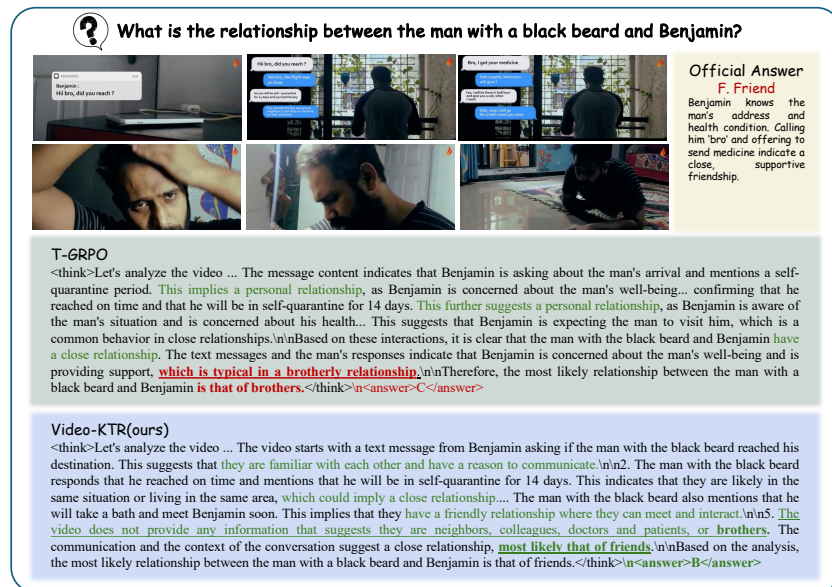 What is the relationship between the man with a black beard and Benjamin?
MESSAGES
Benjamin :
Hii bro, did you reach ?
Hii bro, did you reach ?
Bro, I got your medicine
Official Answer
F. Friend
Benjamin knows the
man's address and
health condition. Calling
him 'bro' and offering to
send medicine indicate a
close, supportive
friendship.
T-GRPO
<think>Let's analyze the video ... The message content indicates that Benjamin is asking about the man's arrival and mentions a self-
quarantine period. This implies a personal relationship, as Benjamin is concerned about the man's well-being... confirming that he
reached on time and that he will be in self-quarantine for 14 days. This further suggests a personal relationship, as Benjamin is aware of
the man's situation and is concerned about his health... This suggests that Benjamin is expecting the man to visit him, which is a
common behavior in close relationships.\n\nBased on these interactions, it is clear that the man with the black beard and Benjamin have
a close relationship. The text messages and the man's responses indicate that Benjamin is concerned about the man's well-being and is
providing support, which is typical in a brotherly relationship.\n\nTherefore, the most likely relationship between the man with a
black beard and Benjamin is that of brothers.</think>\n<answer>C</answer>
Video-KTR(ours)
<think>Let's analyze the video ... The video starts with a text message from Benjamin asking if the man with the black beard reached his
destination. This suggests that they are familiar with each other and have a reason to communicate.\n\n2. The man with the black beard
responds that he reached on time and mentions that he will be in self-quarantine for 14 days. This indicates that they are likely in the
same situation or living in the same area, which could imply a close relationship.... The man with the black beard also mentions that he
will take a bath and meet Benjamin soon. This implies that they have a friendly relationship where they can meet and interact.\n\n5. The
video does not provide any information that suggests they are neighbors, colleagues, doctors and patients, or brothers. The
communication and the context of the conversation suggest a close relationship, most likely that of friends.\n\nBased on the analysis,
the most likely relationship between the man with a black beard and Benjamin is that of friends.</think>\n<answer>B</answer>